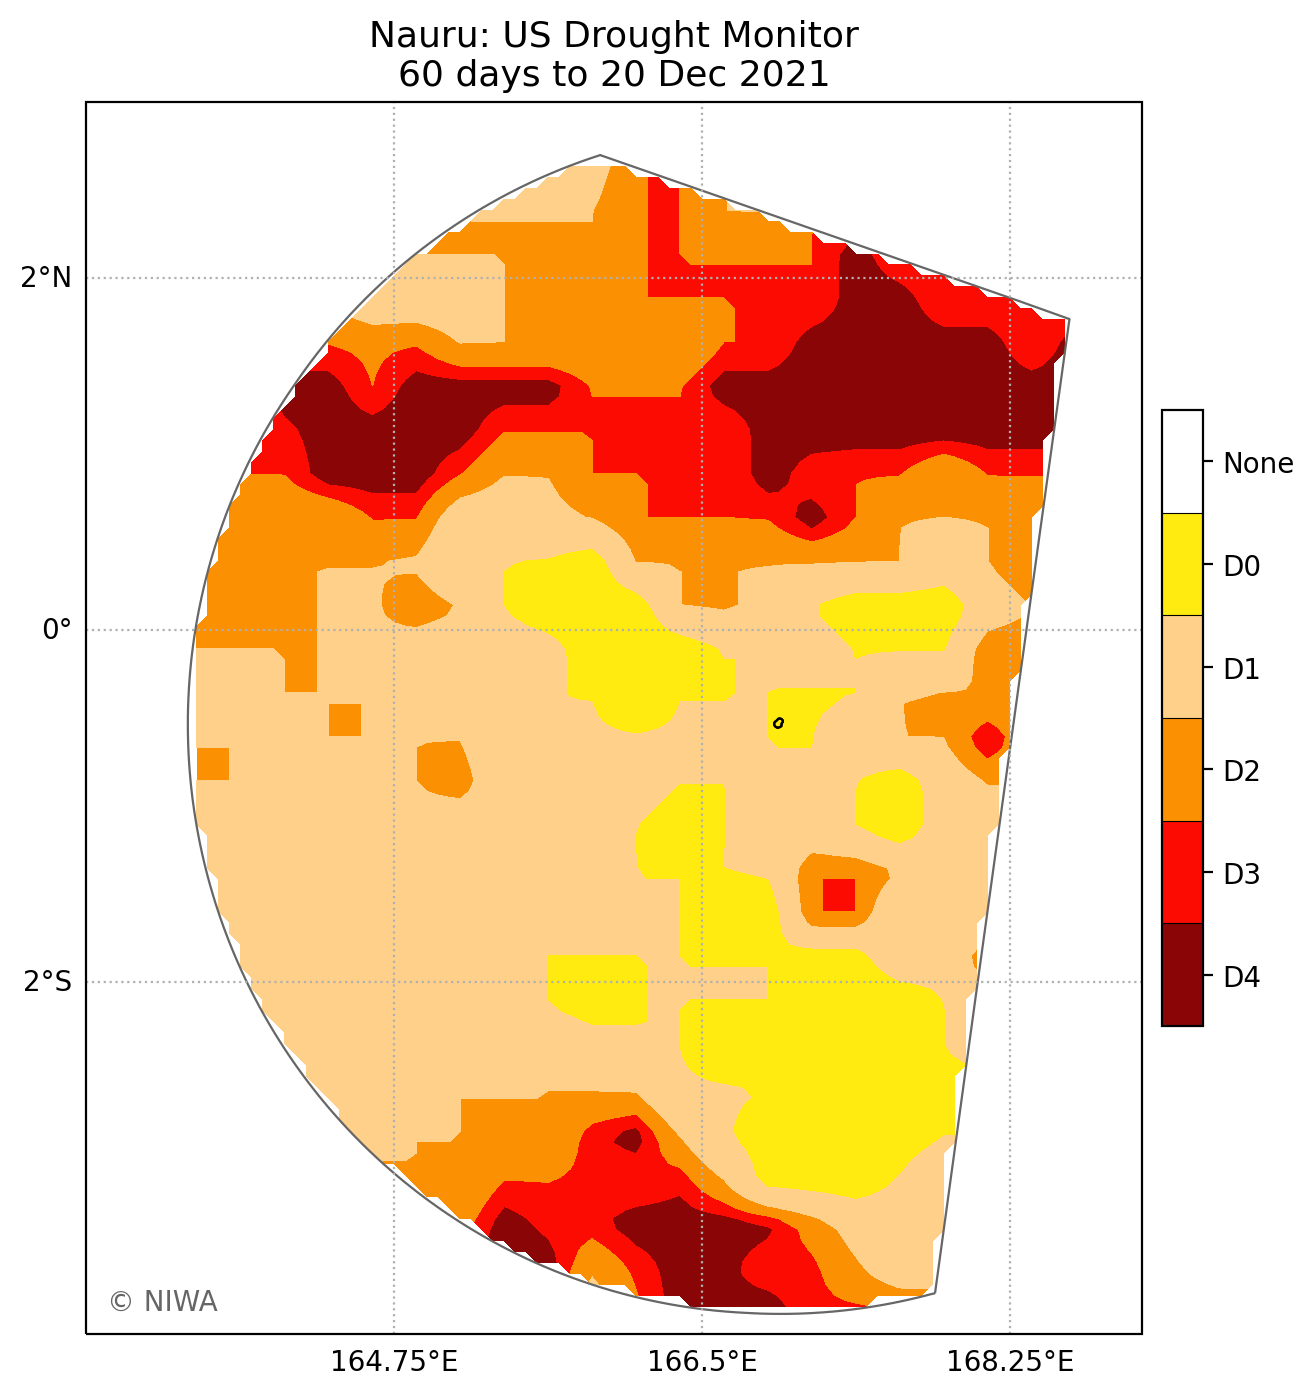 Nauru: US Drought Monitor
60 days to 20 Dec 2021
2°N
0°
2°S
164.75°E
166.5°E
168.25°E
None
D0
D1
D2
D3
D4
© NIWA